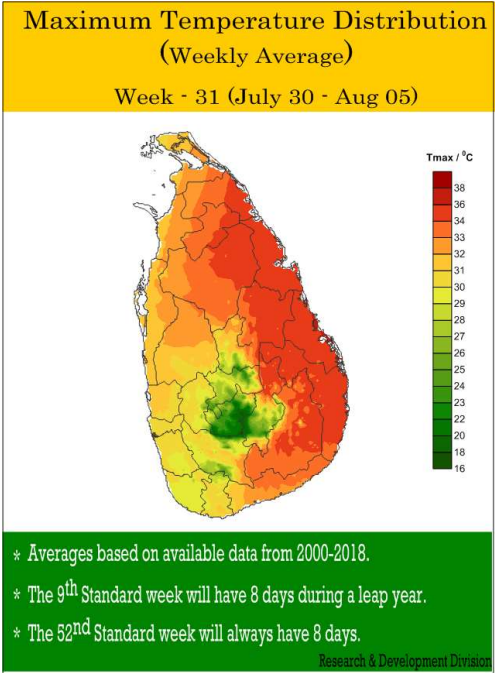 Maximum Temperature Distribution
(Weekly Average)
Week - 31 (July 30 - Aug 05)
Tmax / ⁰C
38
36
34
33
32
31
30
29
28
27
26
25
24
23
22
20
18
16
* Averages based on available data from 2000-2018.
* The 9th Standard week will have 8 days during a leap year.
* The 52nd Standard week will always have 8 days.
Research & Development Division